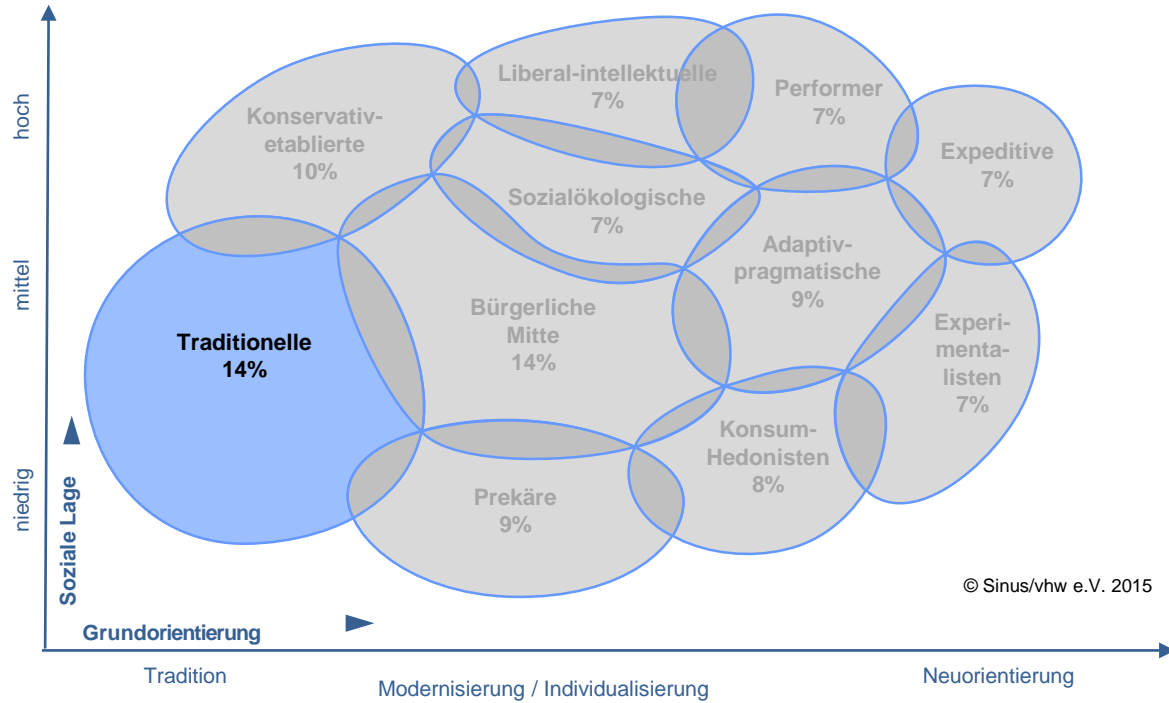 hoch
mittel
niedrig
Soziale Lage
Liberal-intellektuelle
7%
Performer
7%
Konservativ-
etablierte
10%
Expeditive
7%
Sozialökologische
7%
Adaptiv-
pragmatische
9%
Traditionelle
14%
Bürgerliche
Mitte
14%
Experi-
menta-
listen
7%
Konsum-
Hedonisten
8%
Prekäre
9%
© Sinus/vhw e.V. 2015
Grundorientierung
Tradition
Modernisierung / Individualisierung
Neuorientierung